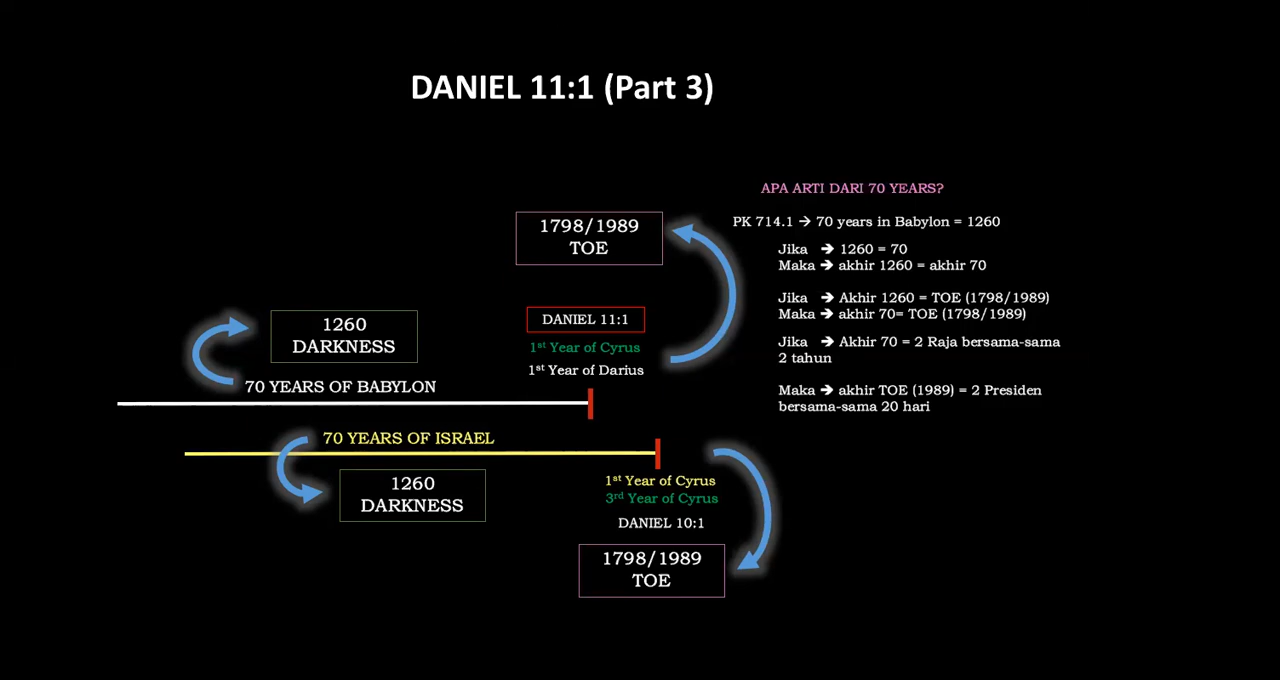 DANIEL 11:1 (Part 3)
APA ARTI DARI 70 YEARS?
PK 714.1 → 70 years in Babylon = 1260
Jika → 1260 = 70
Maka → akhir 1260 = akhir 70
Jika → Akhir 1260 = TOE (1798/1989)
Maka → akhir 70= TOE (1798/1989)
Jika → Akhir 70 = 2 Raja bersama-sama
2 tahun
Maka → akhir TOE (1989) = 2 Presiden
bersama-sama 20 hari
1798/1989
TOE
DANIEL 11:1
1st Year of Cyrus
1st Year of Darius
1260
DARKNESS
70 YEARS OF BABYLON
70 YEARS OF ISRAEL
1260
DARKNESS
1st Year of Cyrus
3rd Year of Cyrus
DANIEL 10:1
1798/1989
TOE